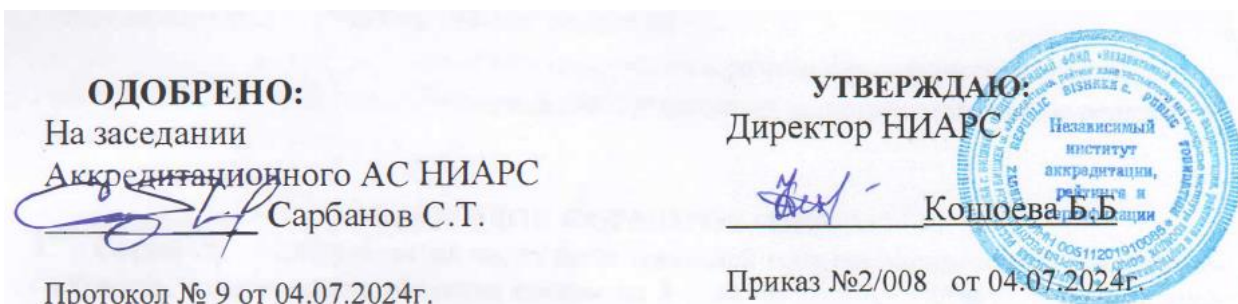 ОДОБРЕНО:
На заседании
Аккредитационного АС НИАРС
Сарбанов С.Т.
Протокол № 9 от 04.07.2024г.
УТВЕРЖДАЮ:
Директор НИАРС
Кошоева Б.Б
Приказ №2/008 от 04.07.2024г.
Независимый
институт
аккредитации,
рейтинга и
сертификации